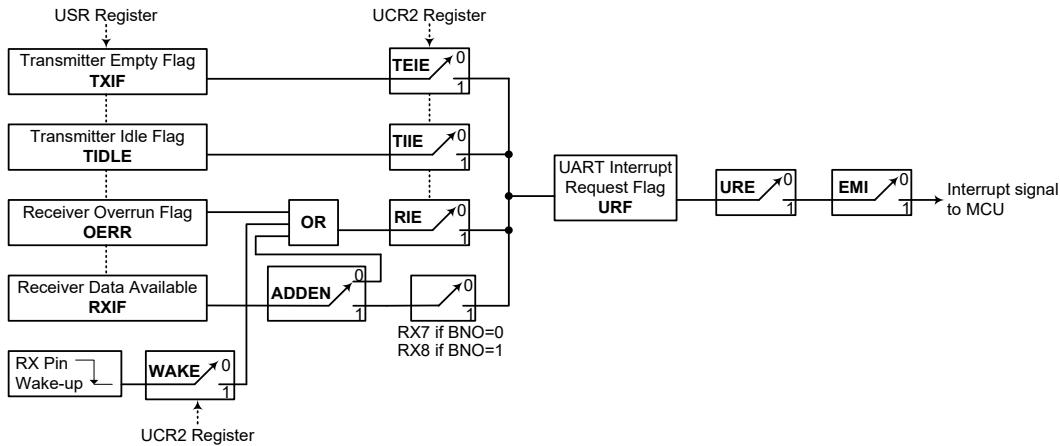 USR Register
UCR2 Register
Transmitter Empty Flag
TXIF
TEIE
0
1
Transmitter Idle Flag
TIDLE
TIIE
0
1
Receiver Overrun Flag
OERR
OR
RIE
0
1
UART Interrupt
Request Flag
URF
URE
0
1
EMI
0
1
Interrupt signal
to MCU
Receiver Data Available
RXIF
ADDEN
0
1
0
1
RX7 if BNO=0
RX8 if BNO=1
RX Pin
Wake-up
WAKE
0
1
UCR2 Register